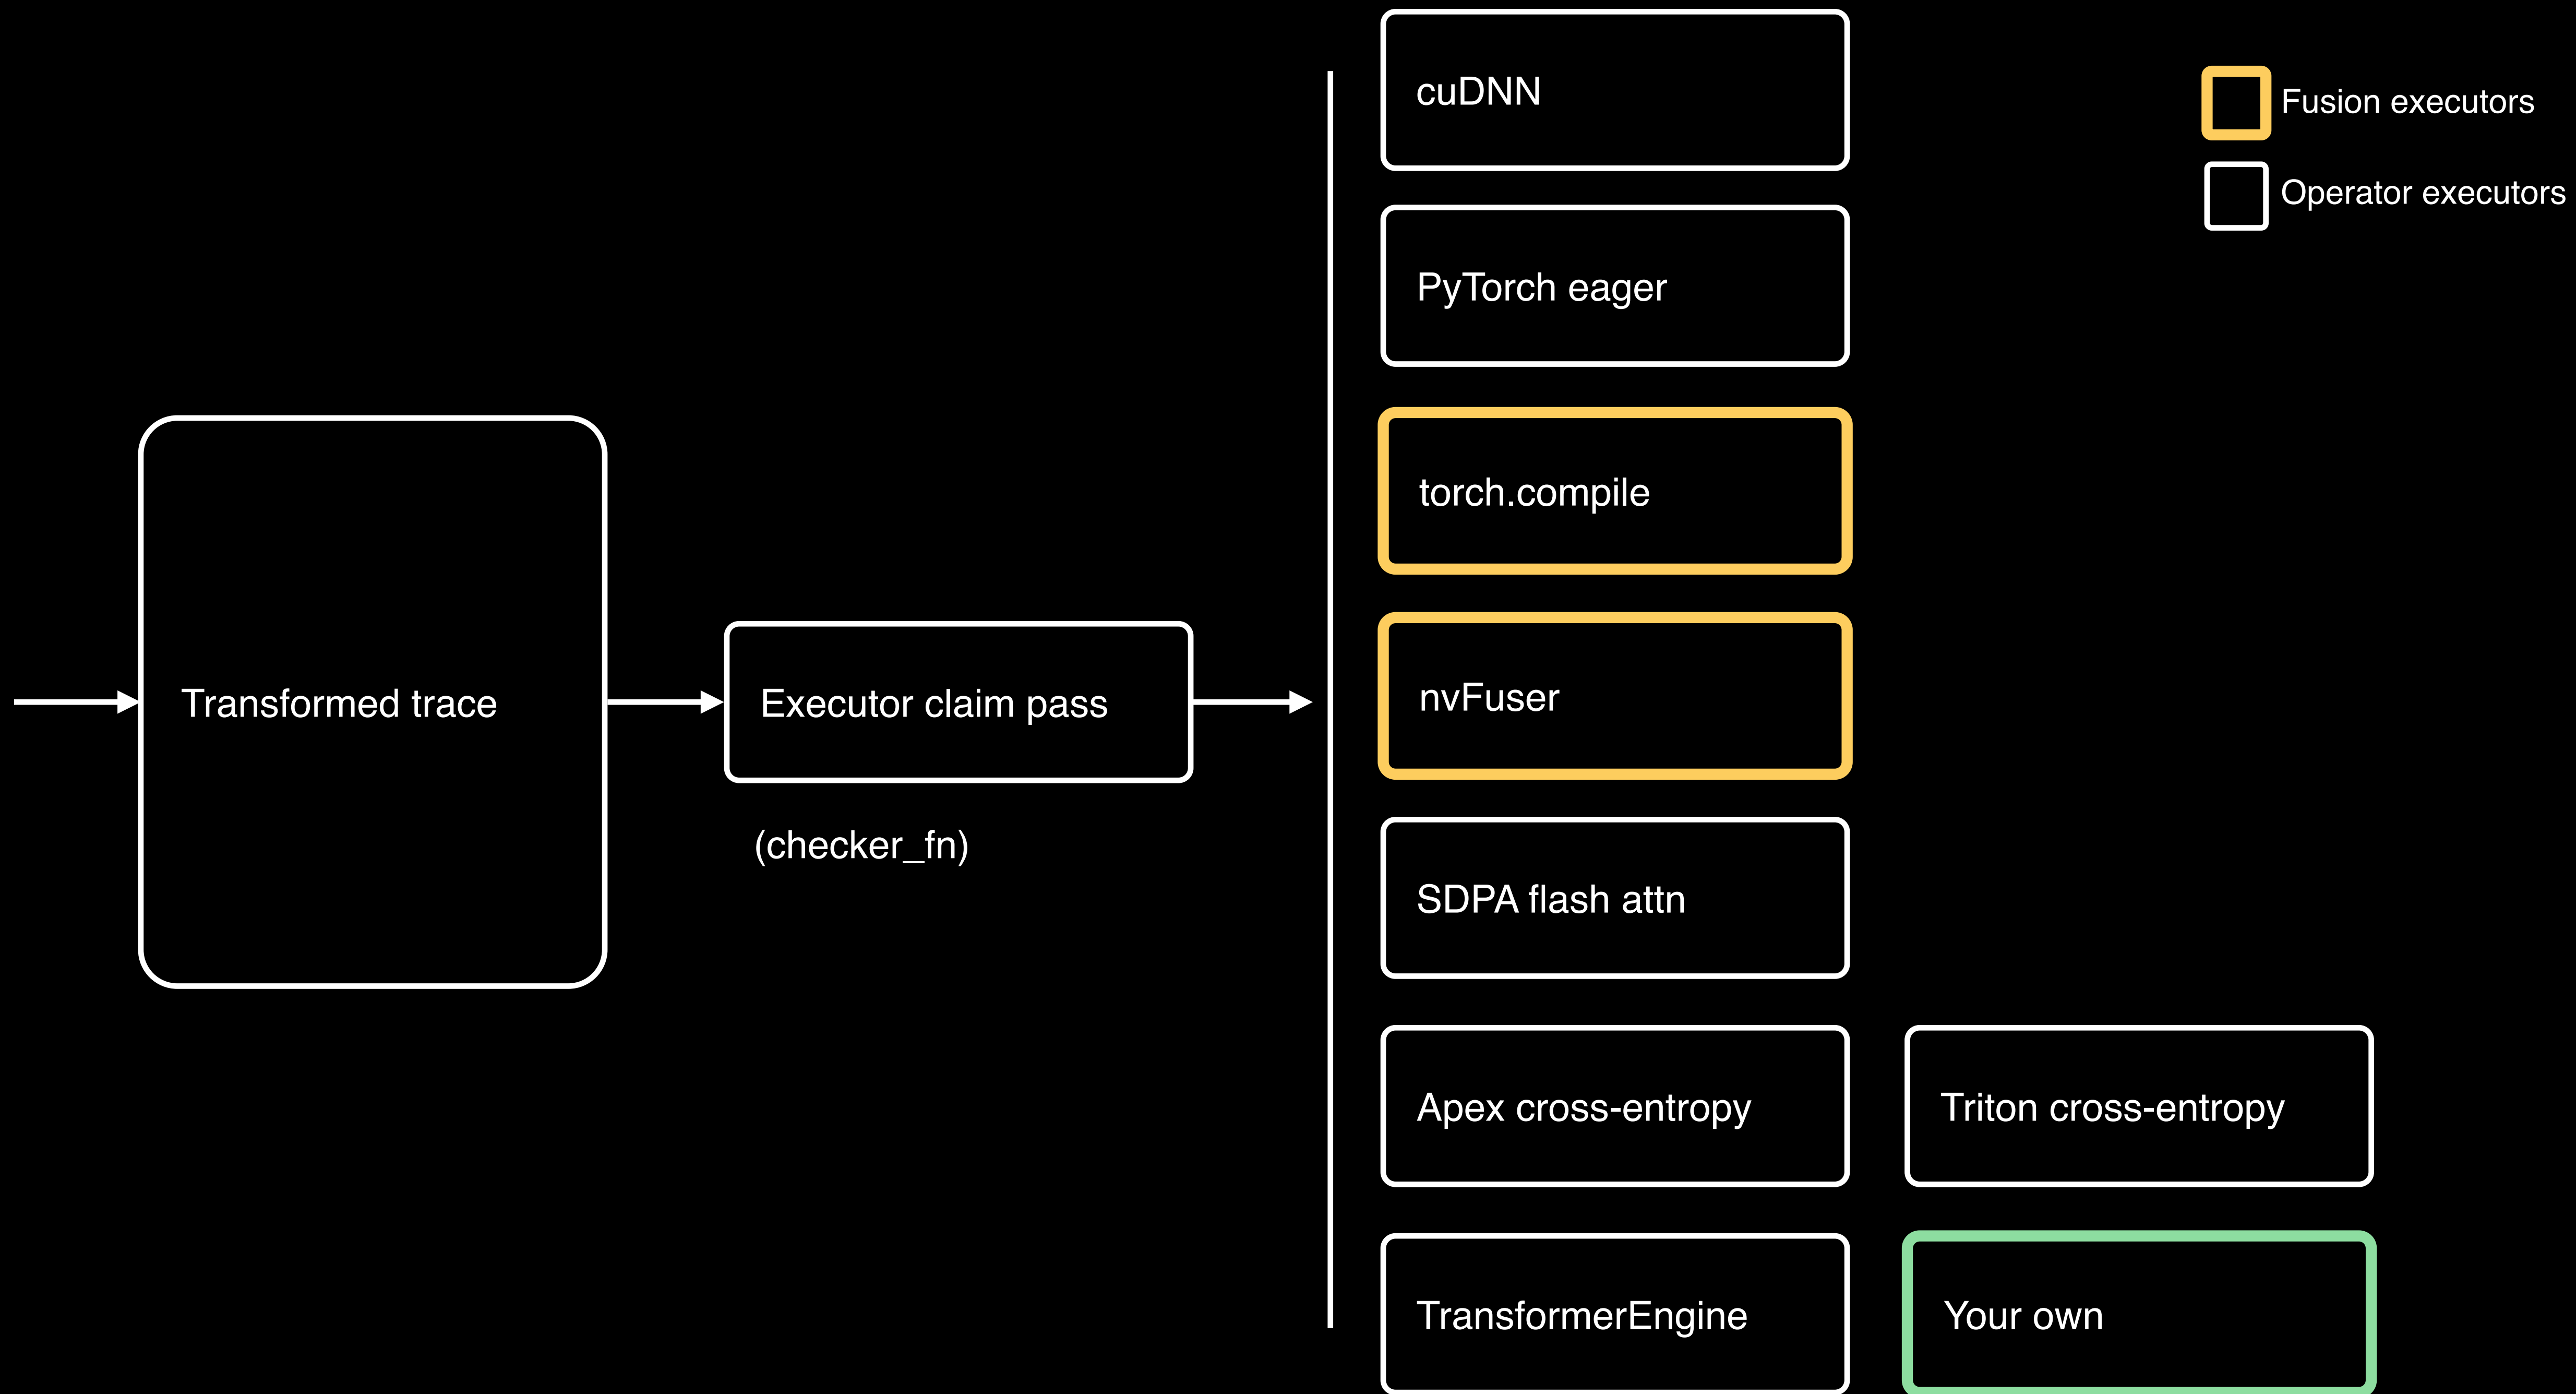 cuDNN
Fusion executors
Operator executors
PyTorch eager
torch.compile
Transformed trace
Executor claim pass
nvFuser
(checker_fn)
SDPA flash attn
Apex cross-entropy
Triton cross-entropy
TransformerEngine
Your own